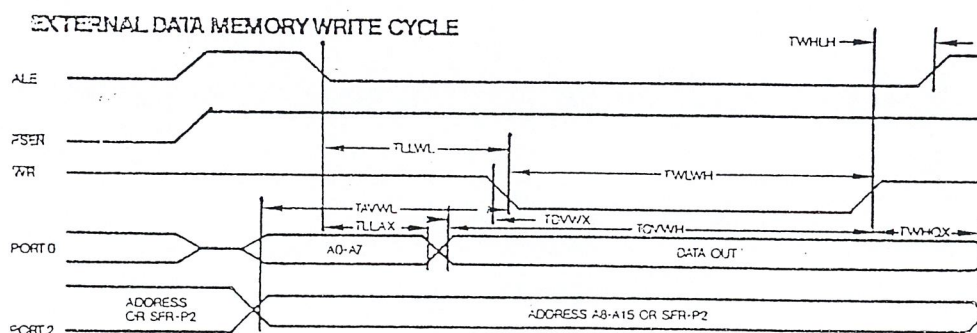 EXTERNAL DATA MEMORY WRITE CYCLE
TWHLH
ALE
PSEN
TLLWL
WR
TWLWH
TAVWL
TQVWX
TLLAX
TQVWH
TWHQX
PORT 0
A0-A7
DATA OUT
ADDRESS
OR SFR-P2
ADDRESS A8-A15 OR SFR-P2
PORT 2